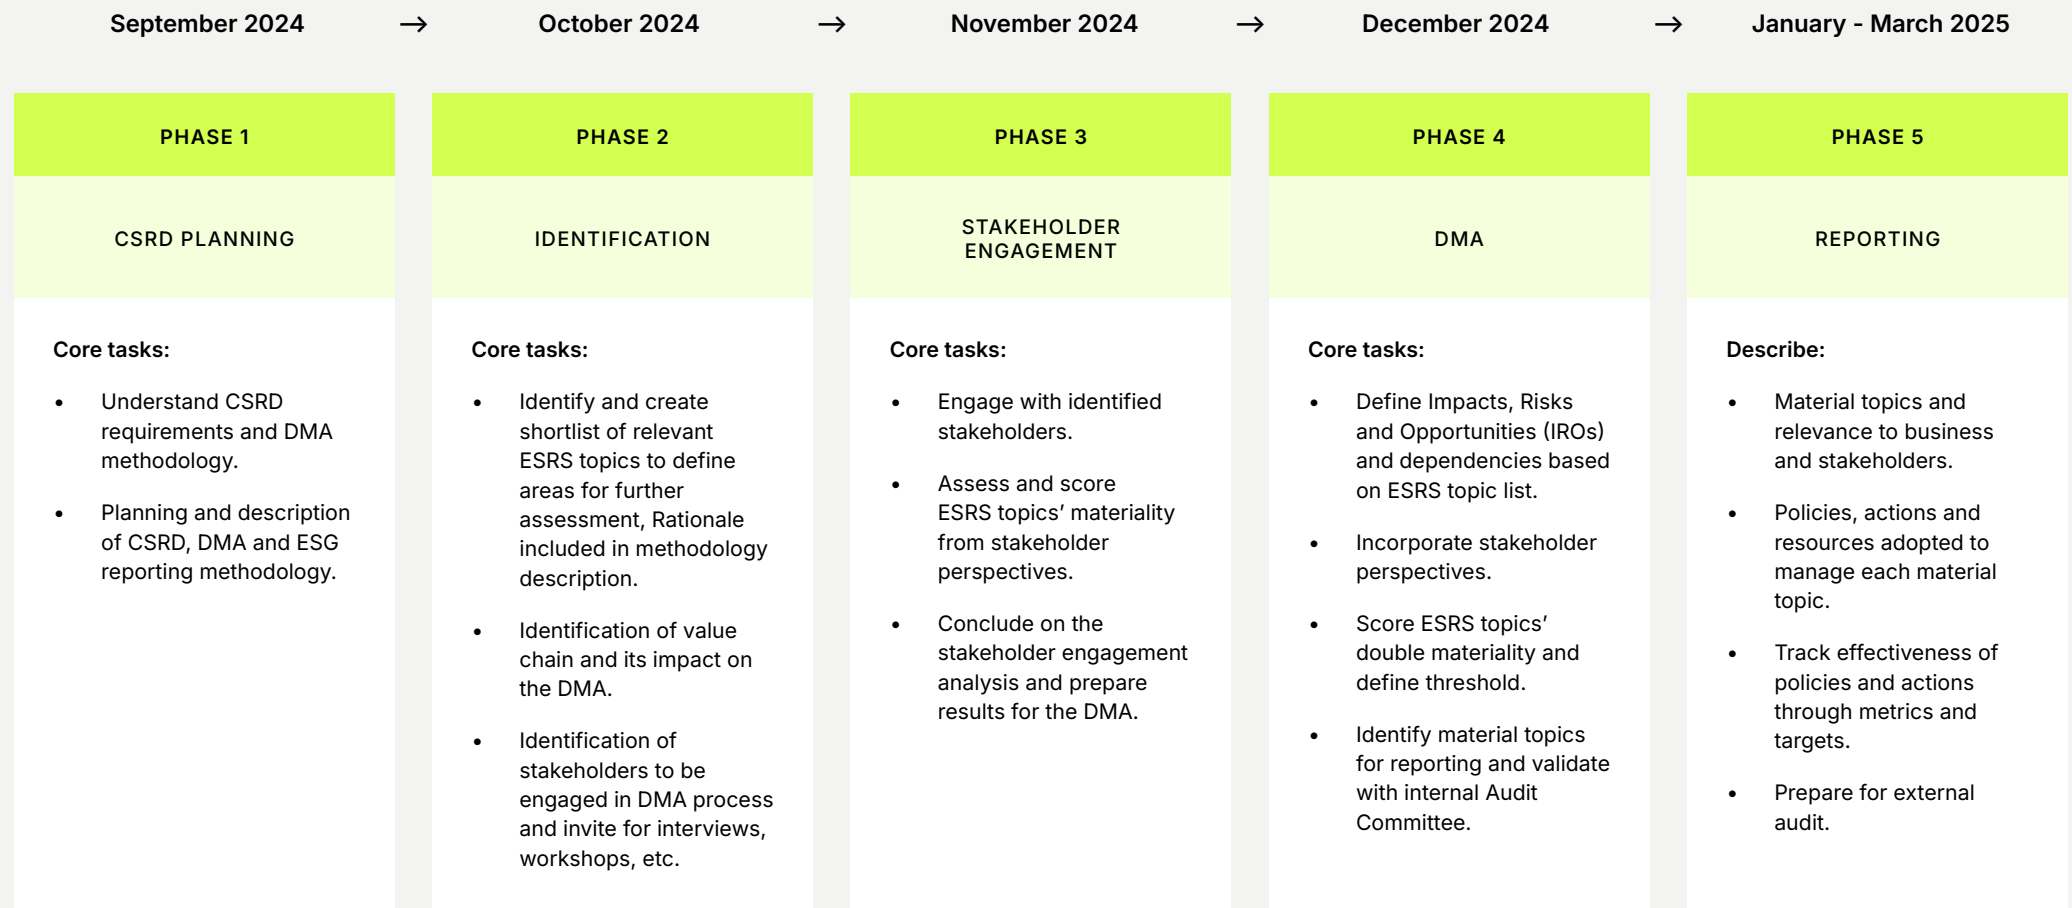 September 2024 → October 2024 → November 2024 → December 2024 → January - March 2025
PHASE 1
CSRD PLANNING
Core tasks:
• Understand CSRD
requirements and DMA
methodology.
• Planning and description
of CSRD, DMA and ESG
reporting methodology.
PHASE 2
IDENTIFICATION
Core tasks:
• Identify and create
shortlist of relevant
ESRS topics to define
areas for further
assessment, Rationale
included in methodology
description.
• Identification of value
chain and its impact on
the DMA.
• Identification of
stakeholders to be
engaged in DMA process
and invite for interviews,
workshops, etc.
PHASE 3
STAKEHOLDER
ENGAGEMENT
Core tasks:
• Engage with identified
stakeholders.
• Assess and score
ESRS topics’ materiality
from stakeholder
perspectives.
• Conclude on the
stakeholder engagement
analysis and prepare
results for the DMA.
PHASE 4
DMA
Core tasks:
• Define Impacts, Risks
and Opportunities (IROs)
and dependencies based
on ESRS topic list.
• Incorporate stakeholder
perspectives.
• Score ESRS topics’
double materiality and
define threshold.
• Identify material topics
for reporting and validate
with internal Audit
Committee.
PHASE 5
REPORTING
Describe:
• Material topics and
relevance to business
and stakeholders.
• Policies, actions and
resources adopted to
manage each material
topic.
• Track effectiveness of
policies and actions
through metrics and
targets.
• Prepare for external
audit.